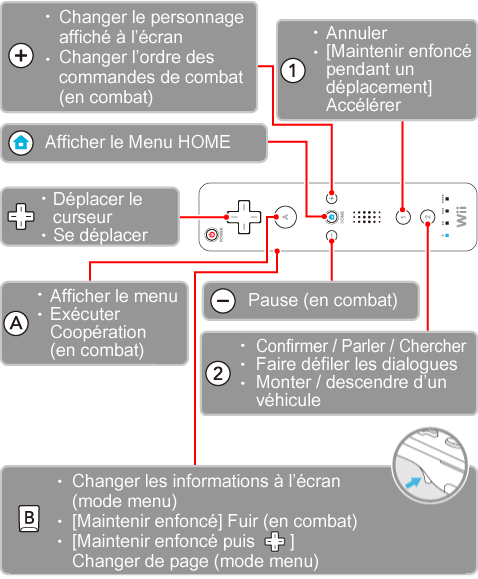 · Changer le personnage
affiché à l'écran
· Changer l'ordre des
commandes de combat
(en combat)
1
· Annuler
· [Maintenir enfoncé
pendant un
déplacement]
Accélérer
Afficher le Menu HOME
· Déplacer le
curseur
· Se déplacer
POWER
A
HOME
1
2
Wii
A
· Afficher le menu
· Exécuter
Coopération
(en combat)
Pause (en combat)
2
· Confirmer / Parler / Chercher
· Faire défiler les dialogues
· Monter / descendre d'un
véhicule
B
· Changer les informations à l'écran
(mode menu)
· [Maintenir enfoncé] Fuir (en combat)
· [Maintenir enfoncé puis ]
Changer de page (mode menu)